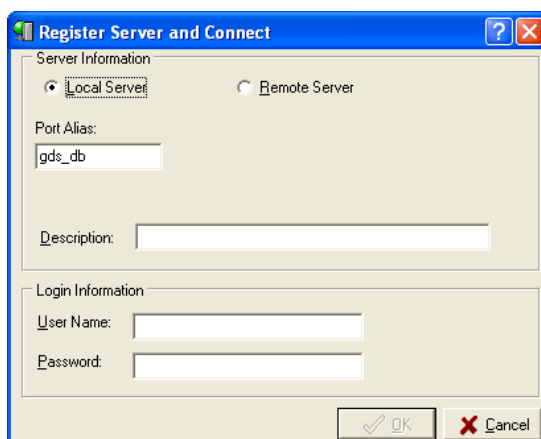 Register Server and Connect
Server Information
Local Server Remote Server
Port Alias:
gds_db
Description:
Login Information
User Name:
Password:
OK Cancel